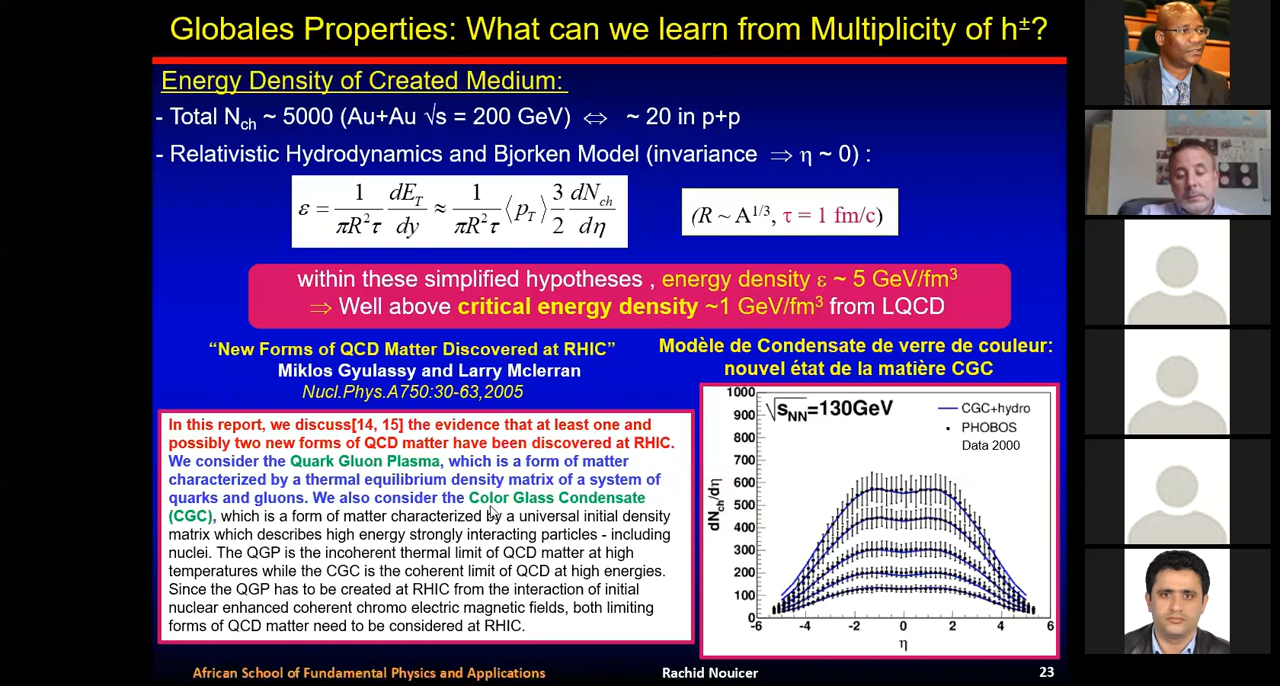 Globales Properties: What can we learn from Multiplicity of h±?
Energy Density of Created Medium:
- Total Nch ~ 5000 (Au+Au √s = 200 GeV) ⇔ ~ 20 in p+p
- Relativistic Hydrodynamics and Bjorken Model (invariance ⇒ η ~ 0) :
ε = 1/(πR²τ) dE_T/dy ≈ 1/(πR²τ) ⟨p_T⟩ 3/2 dN_ch/dη
(R ~ A^1/3, τ = 1 fm/c)
within these simplified hypotheses , energy density ε ~ 5 GeV/fm³
⇒ Well above critical energy density ~1 GeV/fm³ from LQCD
“New Forms of QCD Matter Discovered at RHIC”
Miklos Gyulassy and Larry Mclerran
Nucl.Phys.A750:30-63,2005
In this report, we discuss[14, 15] the evidence that at least one and
possibly two new forms of QCD matter have been discovered at RHIC.
We consider the Quark Gluon Plasma, which is a form of matter
characterized by a thermal equilibrium density matrix of a system of
quarks and gluons. We also consider the Color Glass Condensate
(CGC), which is a form of matter characterized by a universal initial density
matrix which describes high energy strongly interacting particles - including
nuclei. The QGP is the incoherent thermal limit of QCD matter at high
temperatures while the CGC is the coherent limit of QCD at high energies.
Since the QGP has to be created at RHIC from the interaction of initial
nuclear enhanced coherent chromo electric magnetic fields, both limiting
forms of QCD matter need to be considered at RHIC.
Modèle de Condensate de verre de couleur:
nouvel état de la matière CGC
√sNN=130GeV
CGC+hydro
PHOBOS
Data 2000
dNch/dη
1000
900
800
700
600
500
400
300
200
100
0
-6 -4 -2 0 2 4 6
η
African School of Fundamental Physics and Applications
Rachid Nouicer
23